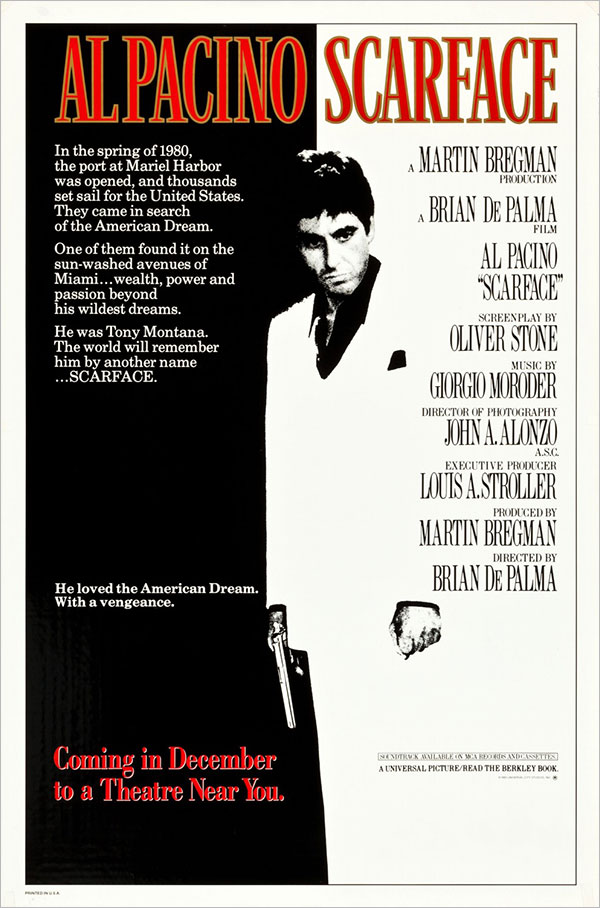 AL PACINO SCARFACE
In the spring of 1980,
the port at Mariel Harbor
was opened, and thousands
set sail for the United States.
They came in search
of the American Dream.
One of them found it on the
sun-washed avenues of
Miami...wealth, power and
passion beyond
his wildest dreams.
He was Tony Montana.
The world will remember
him by another name
...SCARFACE.
He loved the American Dream.
With a vengeance.
Coming in December
to a Theatre Near You.
A MARTIN BREGMAN
PRODUCTION
A BRIAN DE PALMA
FILM
AL PACINO
“SCARFACE”
SCREENPLAY BY
OLIVER STONE
MUSIC BY
GIORGIO MORODER
DIRECTOR OF PHOTOGRAPHY
JOHN A. ALONZO
A.S.C.
EXECUTIVE PRODUCER
LOUIS A. STROLLER
PRODUCED BY
MARTIN BREGMAN
DIRECTED BY
BRIAN DE PALMA
SOUNDTRACK AVAILABLE ON MCA RECORDS AND CASSETTES.
A UNIVERSAL PICTURE/READ THE BERKLEY BOOK.
PRINTED IN U.S.A.